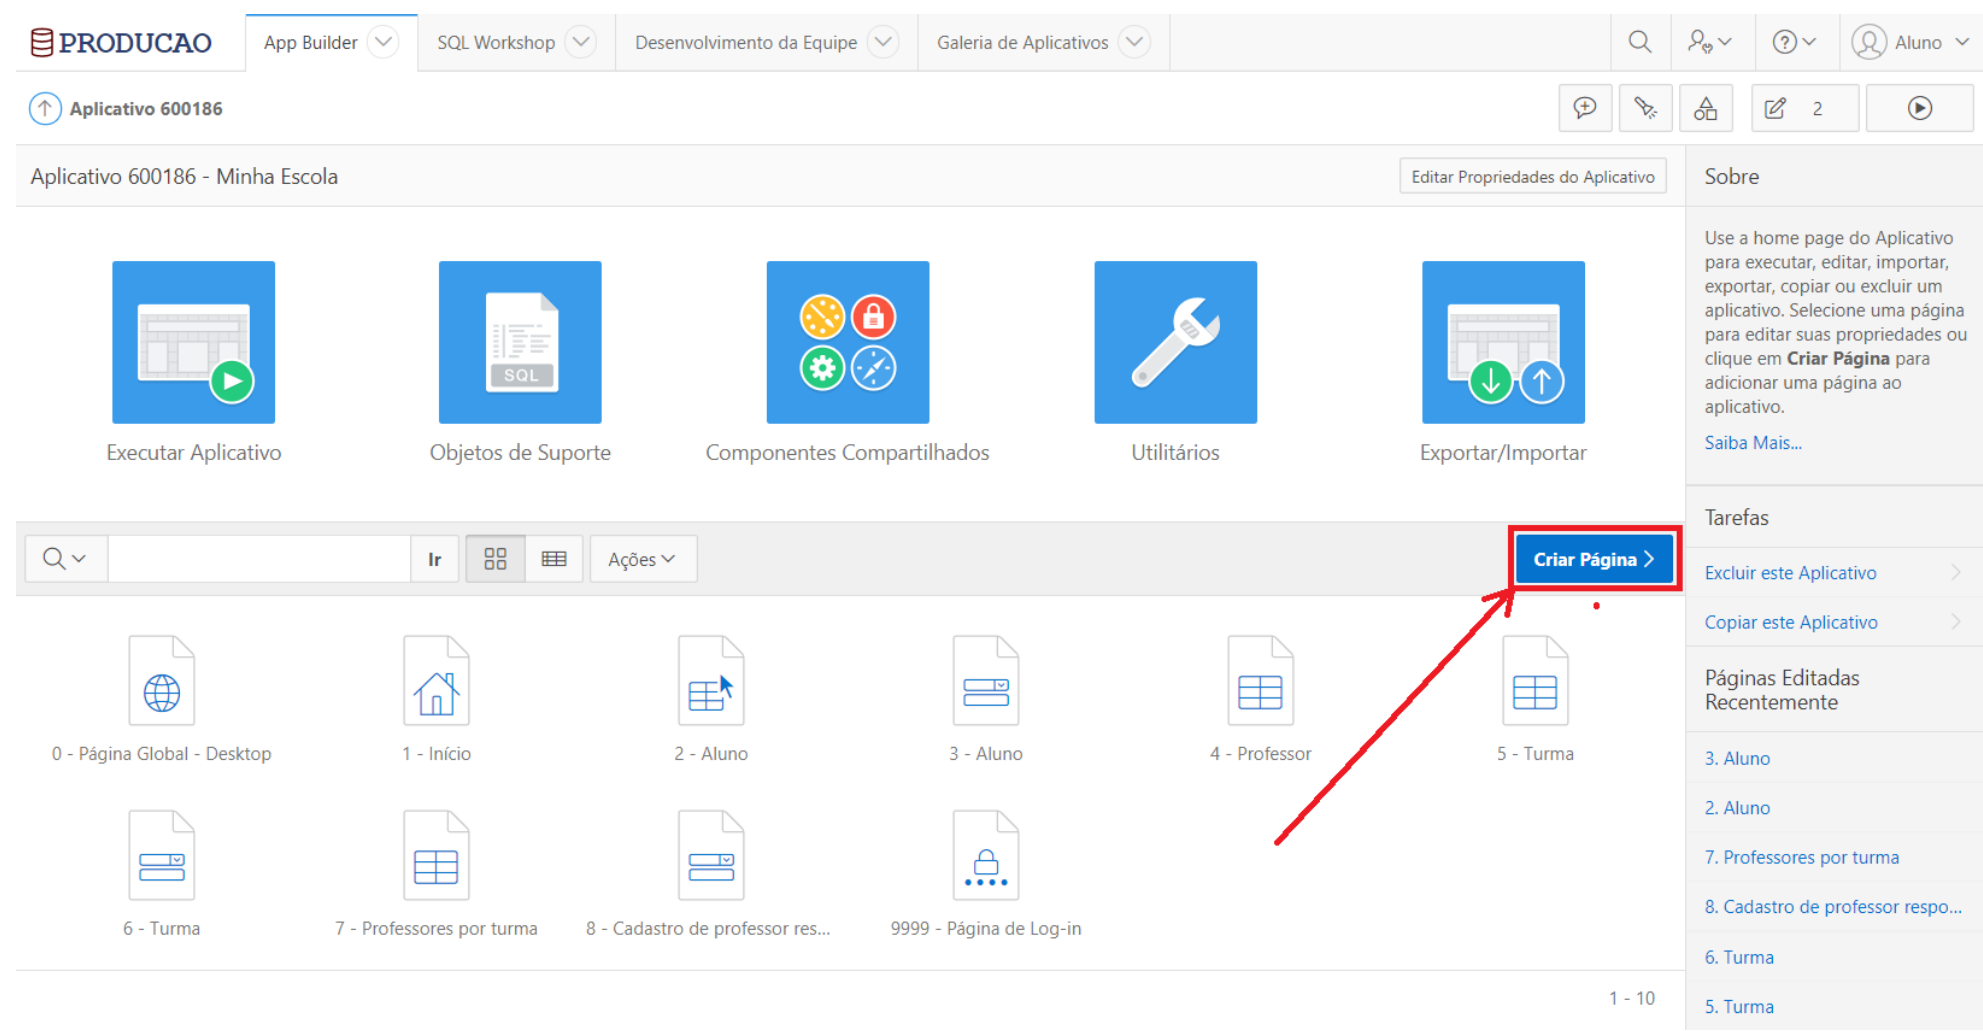 PRODUCAO
App Builder
SQL Workshop
Desenvolvimento da Equipe
Galeria de Aplicativos
Aluno
Aplicativo 600186
2
Aplicativo 600186 - Minha Escola
Editar Propriedades do Aplicativo
Executar Aplicativo
SQL
Objetos de Suporte
Componentes Compartilhados
Utilitários
Exportar/Importar
Ir
Ações
Criar Página
0 - Página Global - Desktop
1 - Início
2 - Aluno
3 - Aluno
4 - Professor
5 - Turma
6 - Turma
7 - Professores por turma
8 - Cadastro de professor res...
9999 - Página de Log-in
1 - 10
Sobre
Use a home page do Aplicativo
para executar, editar, importar,
exportar, copiar ou excluir um
aplicativo. Selecione uma página
para editar suas propriedades ou
clique em Criar Página para
adicionar uma página ao
aplicativo.
Saiba Mais...
Tarefas
Excluir este Aplicativo
Copiar este Aplicativo
Páginas Editadas
Recentemente
3. Aluno
2. Aluno
7. Professores por turma
8. Cadastro de professor respo...
6. Turma
5. Turma